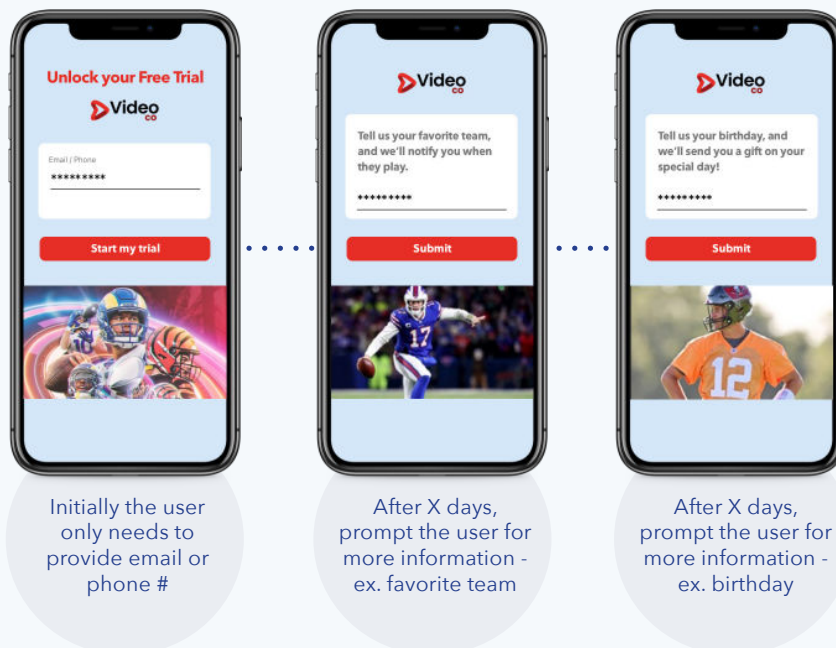 Unlock your Free Trial
Video
co
Email / Phone
*********
Start my trial
Initially the user
only needs to
provide email or
phone #
Video
co
Tell us your favorite team,
and we'll notify you when
they play.
*********
Submit
17
After X days,
prompt the user for
more information -
ex. favorite team
Video
co
Tell us your birthday, and
we'll send you a gift on your
special day!
*********
Submit
12
After X days,
prompt the user for
more information -
ex. birthday